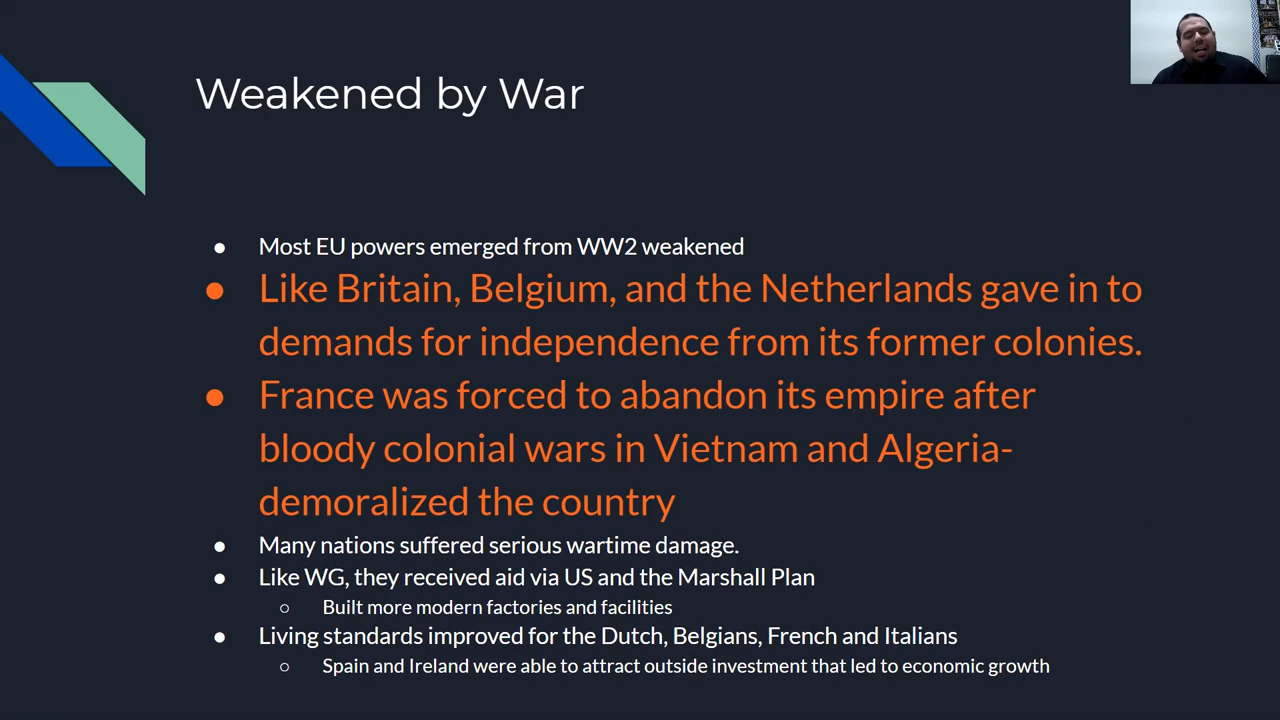 Weakened by War
● Most EU powers emerged from WW2 weakened
● Like Britain, Belgium, and the Netherlands gave in to
demands for independence from its former colonies.
● France was forced to abandon its empire after
bloody colonial wars in Vietnam and Algeria-
demoralized the country
● Many nations suffered serious wartime damage.
● Like WG, they received aid via US and the Marshall Plan
○ Built more modern factories and facilities
● Living standards improved for the Dutch, Belgians, French and Italians
○ Spain and Ireland were able to attract outside investment that led to economic growth